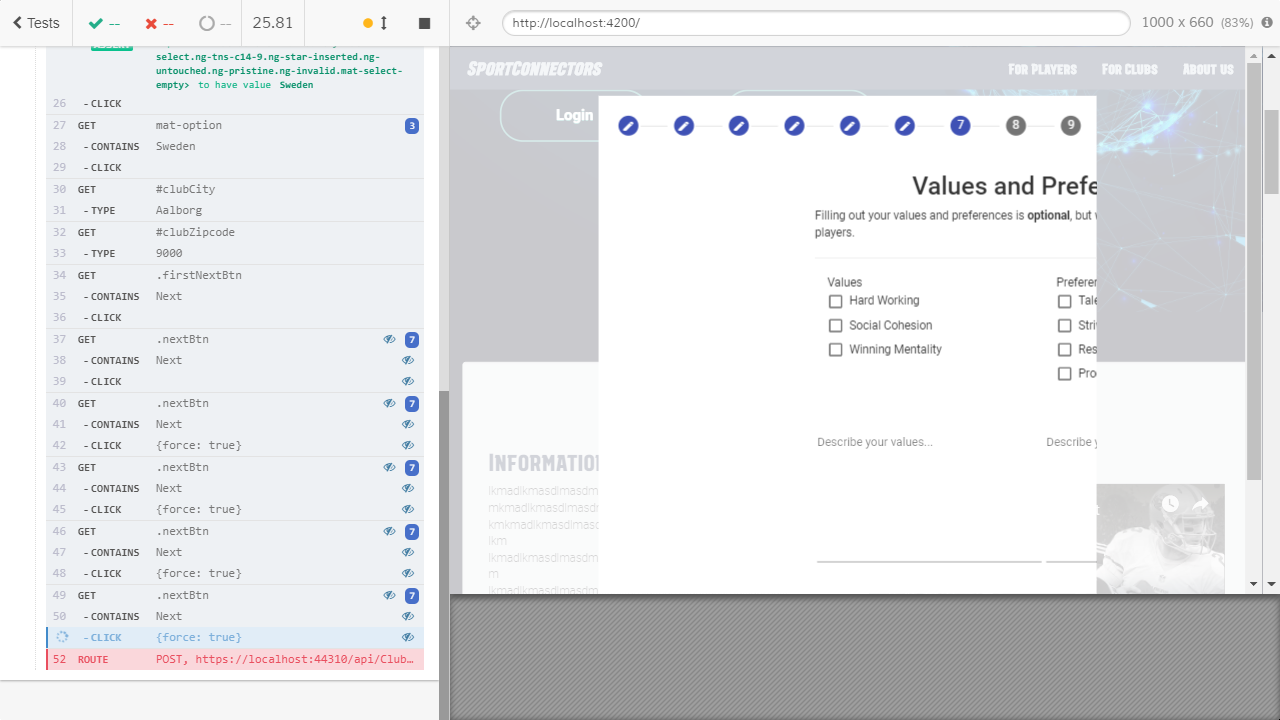 Tests
--
--
--
25.81
http://localhost:4200/
1000 x 660 (83%)
select.ng-tns-c14-9.ng-star-inserted.ng-
untouched.ng-pristine.ng-invalid.mat-select-
empty> to have value Sweden
26 -CLICK
27 GET mat-option 3
28 -CONTAINS Sweden
29 -CLICK
30 GET #clubCity
31 -TYPE Aalborg
32 GET #clubZipcode
33 -TYPE 9000
34 GET .firstNextBtn
35 -CONTAINS Next
36 -CLICK
37 GET .nextBtn 7
38 -CONTAINS Next
39 -CLICK
40 GET .nextBtn 7
41 -CONTAINS Next
42 -CLICK {force: true}
43 GET .nextBtn 7
44 -CONTAINS Next
45 -CLICK {force: true}
46 GET .nextBtn 7
47 -CONTAINS Next
48 -CLICK {force: true}
49 GET .nextBtn 7
50 -CONTAINS Next
-CLICK {force: true}
52 ROUTE POST, https://localhost:44310/api/Club…
SportConnectors
For Players For Clubs About us
Login
7 8 9
Values and Prefe
Filling out your values and preferences is optional, but
players.
Values Preferen
Hard Working Tale
Social Cohesion Stri
Winning Mentality Res
Pro
Describe your values... Describe y
Information
lkmadlkmasdlmasdm
mkmadlkmasdlmasdm
kmkmadlkmasdlmasd
lkm
lkmadlkmasdlmasdm
m
lkmadlkmasdlmasdm